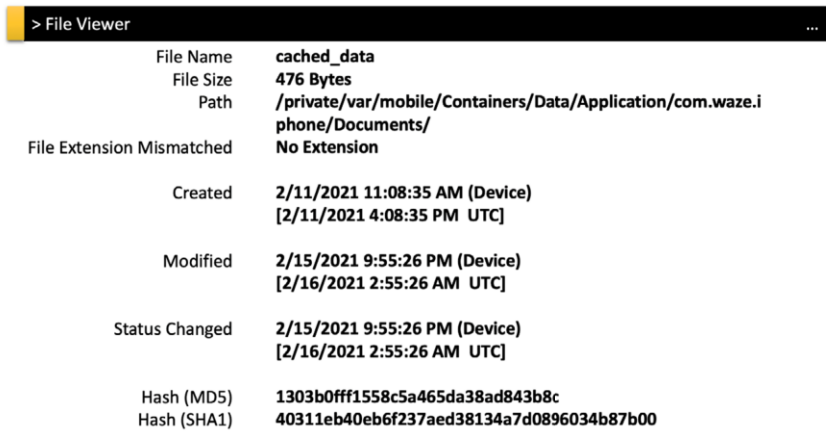 > File Viewer ...
File Name cached_data
File Size 476 Bytes
Path /private/var/mobile/Containers/Data/Application/com.waze.i
phone/Documents/
File Extension Mismatched No Extension
Created 2/11/2021 11:08:35 AM (Device)
[2/11/2021 4:08:35 PM UTC]
Modified 2/15/2021 9:55:26 PM (Device)
[2/16/2021 2:55:26 AM UTC]
Status Changed 2/15/2021 9:55:26 PM (Device)
[2/16/2021 2:55:26 AM UTC]
Hash (MD5) 1303b0fff1558c5a465da38ad843b8c
Hash (SHA1) 40311eb40eb6f237aed38134a7d0896034b87b00